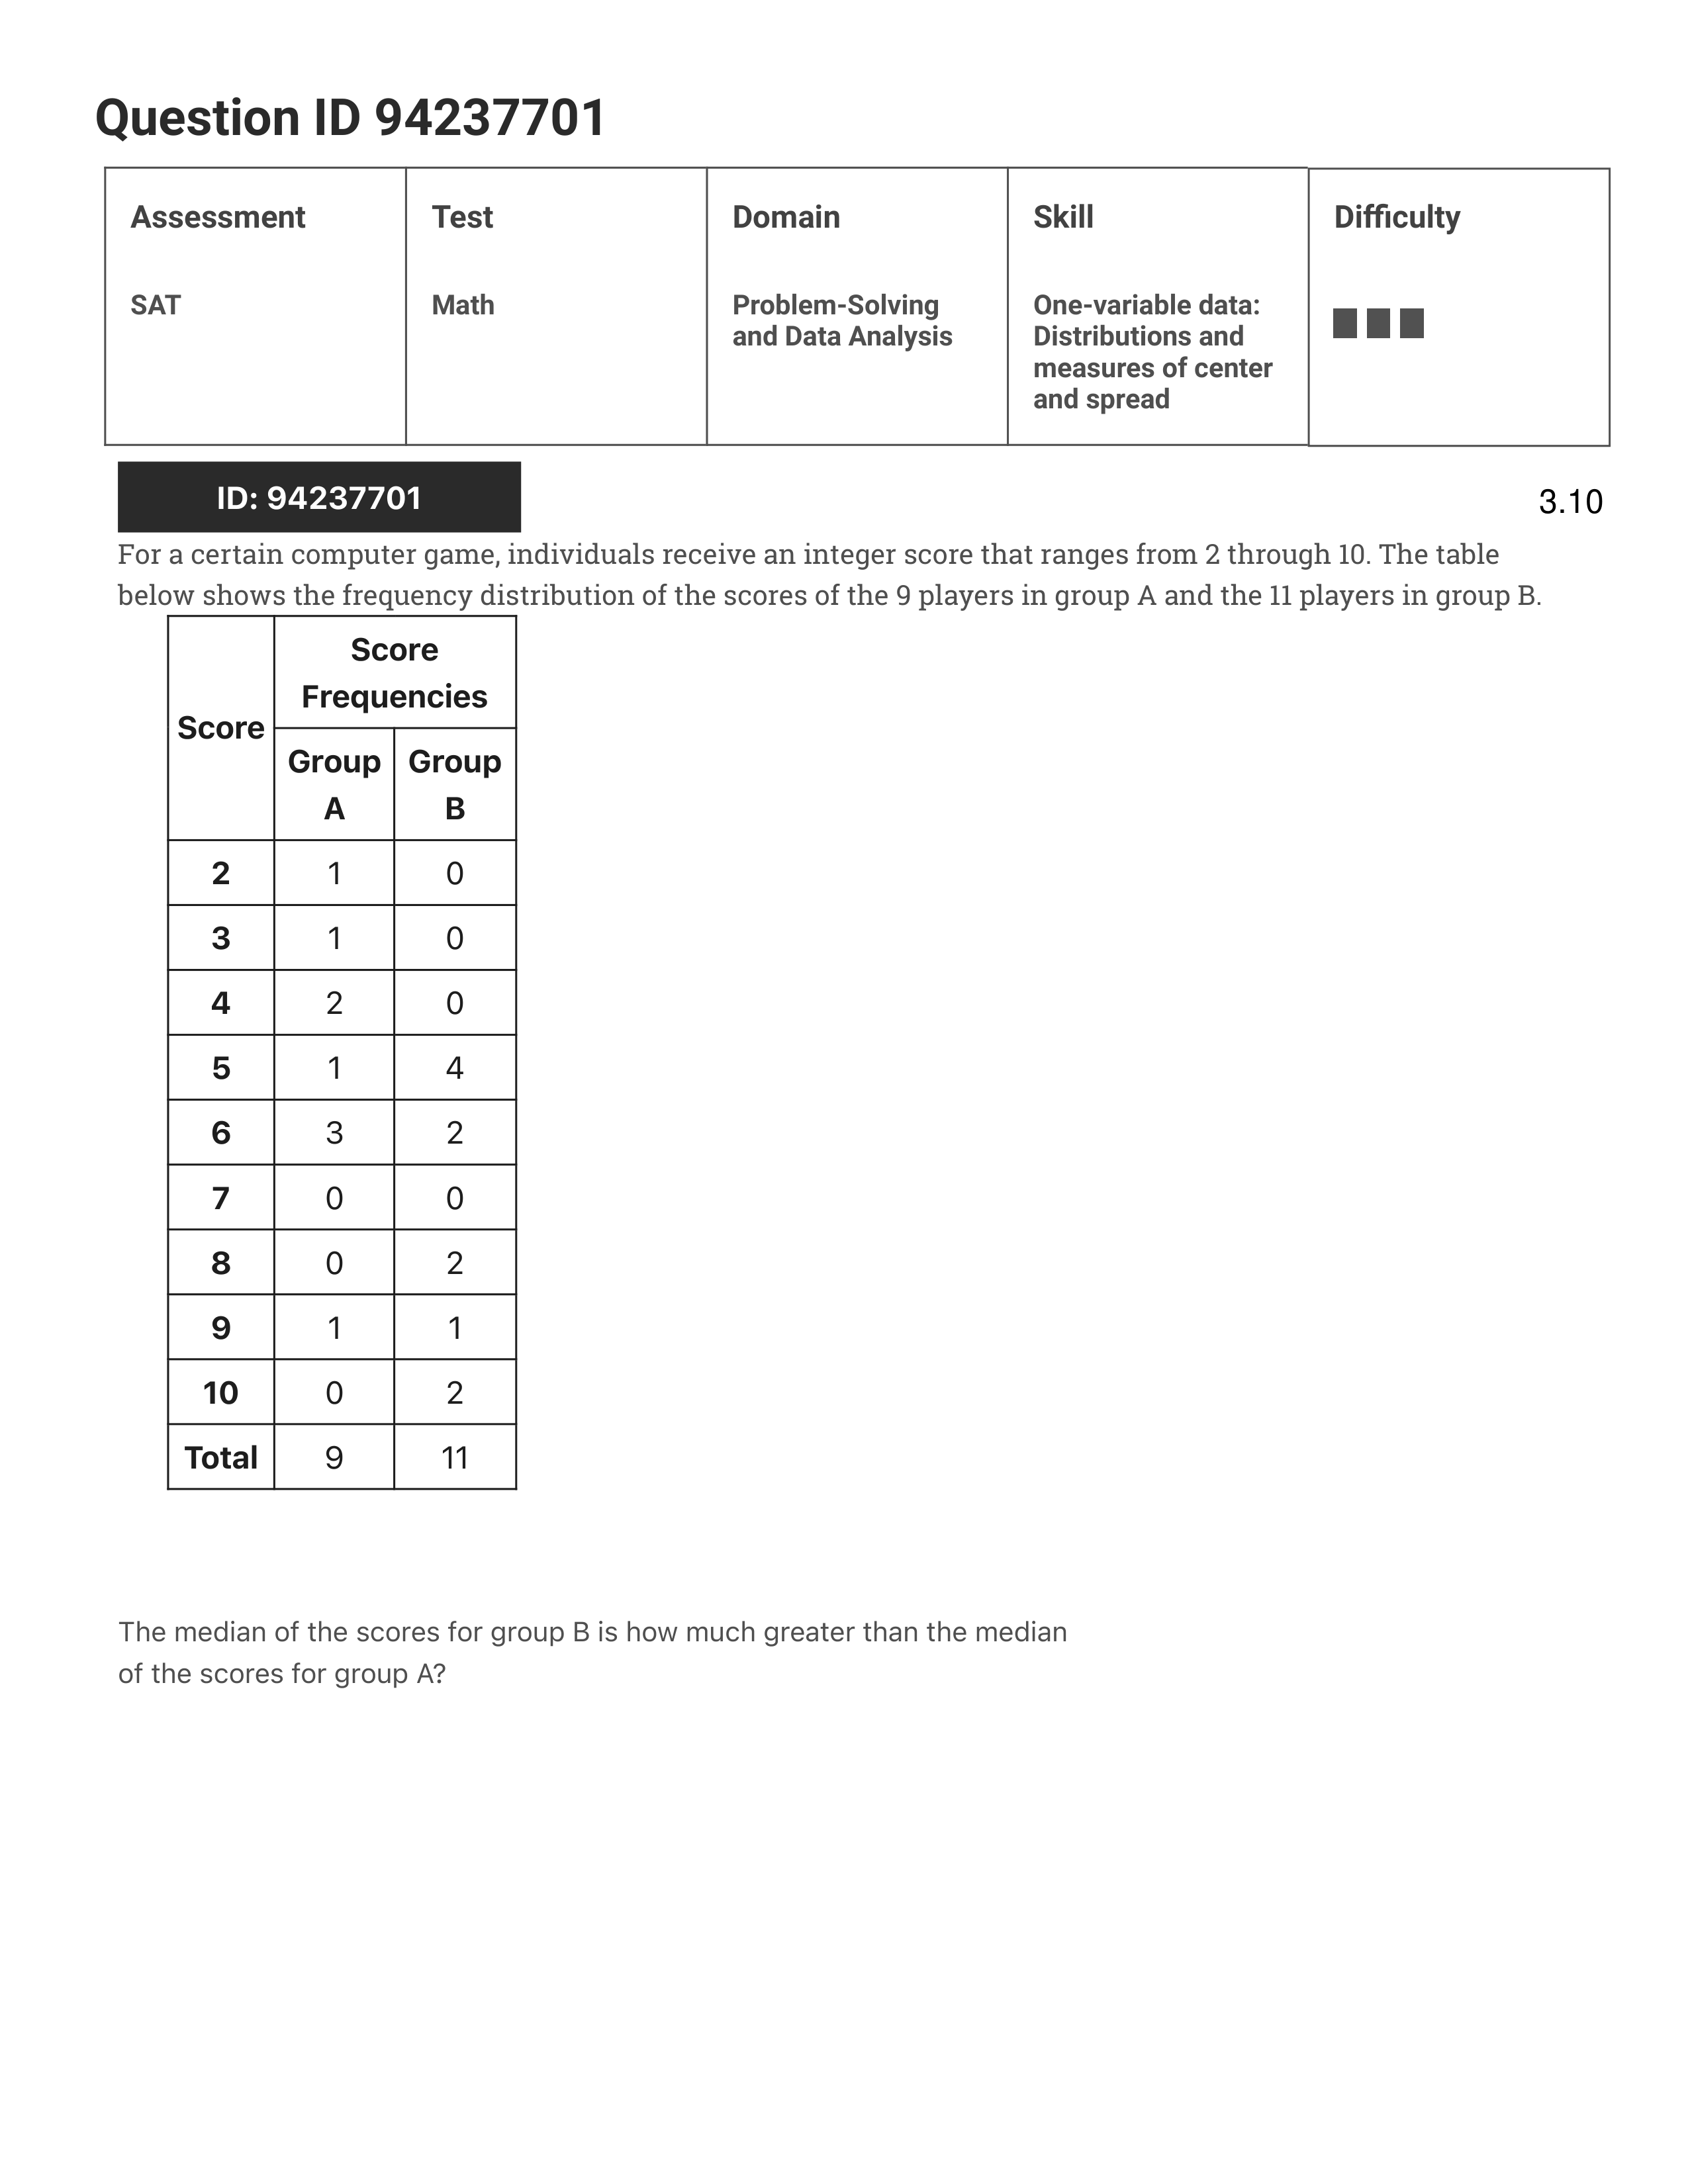 Question ID 94237701
Assessment Test Domain Skill Difficulty
SAT Math Problem-Solving and Data Analysis One-variable data: Distributions and measures of center and spread
ID: 94237701 3.10
For a certain computer game, individuals receive an integer score that ranges from 2 through 10. The table
below shows the frequency distribution of the scores of the 9 players in group A and the 11 players in group B.
Score Score Frequencies
Group A Group B
2 1 0
3 1 0
4 2 0
5 1 4
6 3 2
7 0 0
8 0 2
9 1 1
10 0 2
Total 9 11
The median of the scores for group B is how much greater than the median
of the scores for group A?